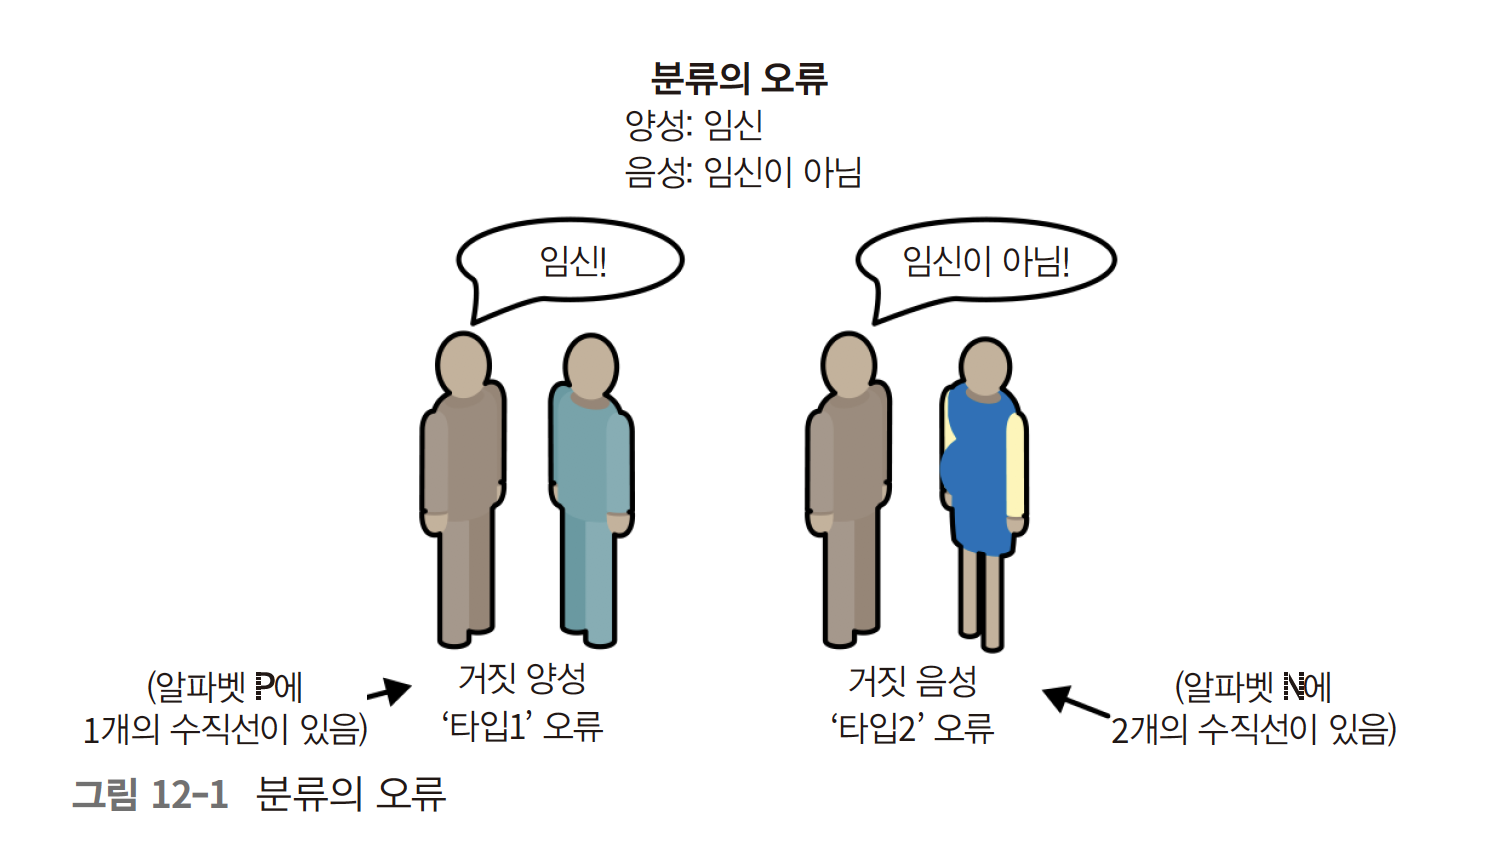 분류의 오류
양성: 임신
음성: 임신이 아님
임신!
임신이 아님!
(알파벳 P에
1개의 수직선이 있음)
거짓 양성
‘타입1’ 오류
거짓 음성
‘타입2’ 오류
(알파벳 N에
2개의 수직선이 있음)
그림 12-1 분류의 오류